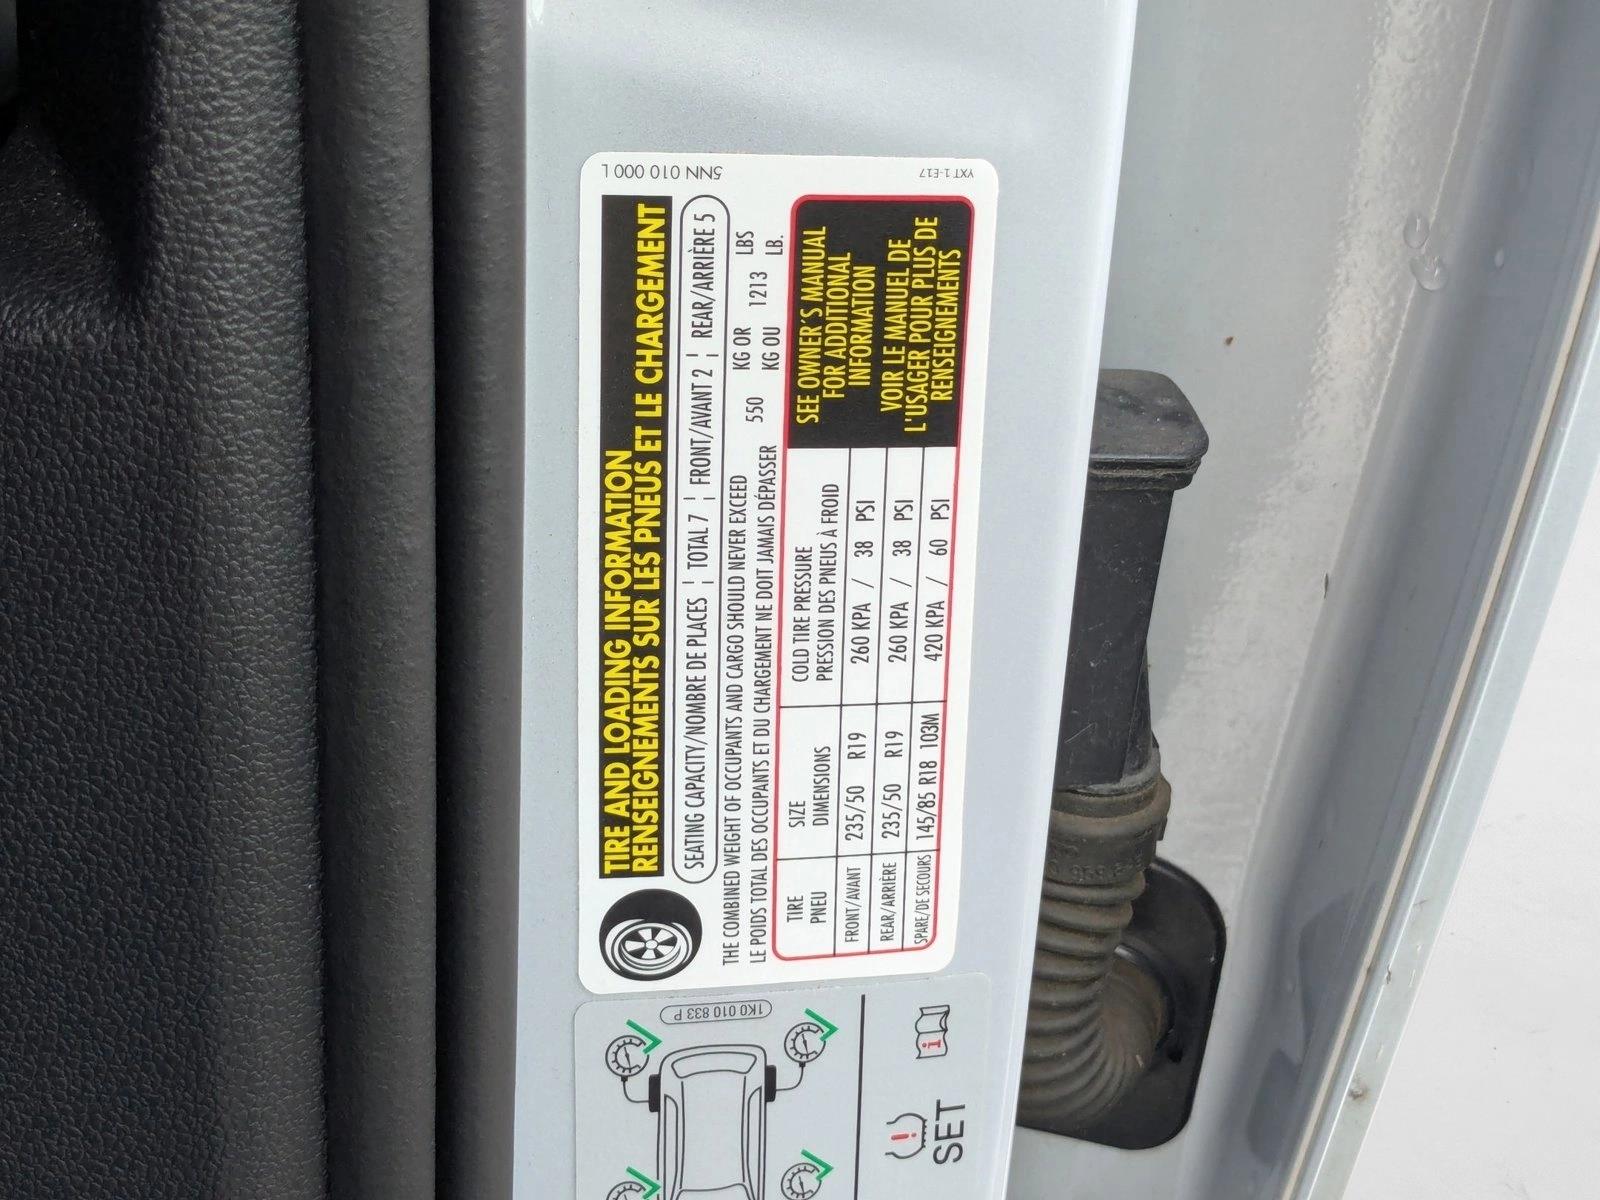 5NN 010 000 L
YXT 1-E17
TIRE AND LOADING INFORMATION
RENSEIGNEMENTS SUR LES PNEUS ET LE CHARGEMENT
SEATING CAPACITY/NOMBRE DE PLACES ¦ TOTAL 7 ¦ FRONT/AVANT 2 ¦ REAR/ARRIÈRE 5
THE COMBINED WEIGHT OF OCCUPANTS AND CARGO SHOULD NEVER EXCEED 550 KG OR 1213 LBS
LE POIDS TOTAL DES OCCUPANTS ET DU CHARGEMENT NE DOIT JAMAIS DÉPASSER KG OU LB.
TIRE SIZE COLD TIRE PRESSURE
PNEU DIMENSIONS PRESSION DES PNEUS À FROID
FRONT/AVANT 235/50 R19 260 KPA / 38 PSI
REAR/ARRIÈRE 235/50 R19 260 KPA / 38 PSI
SPARE/DE SECOURS 145/85 R18 103M 420 KPA / 60 PSI
SEE OWNER'S MANUAL
FOR ADDITIONAL
INFORMATION
VOIR LE MANUEL DE
L'USAGER POUR PLUS DE
RENSEIGNEMENTS
1K0 010 833 P
SET